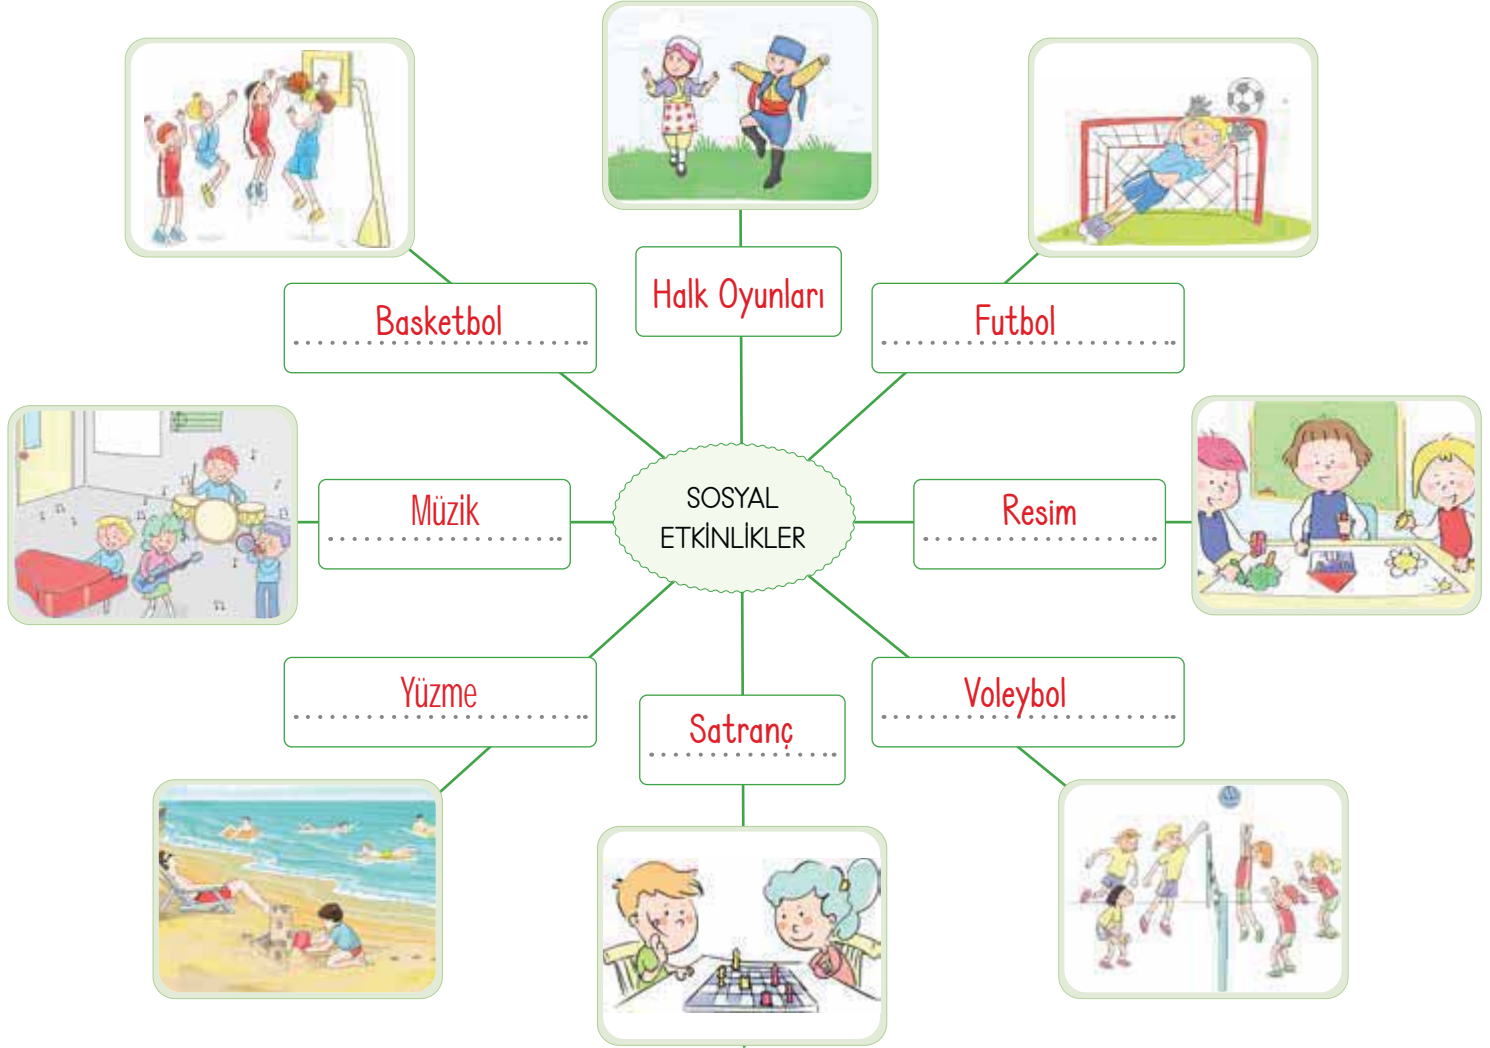 Halk Oyunları
Basketbol
Futbol
Müzik
SOSYAL
ETKİNLİKLER
Resim
Yüzme
Satranç
Voleybol